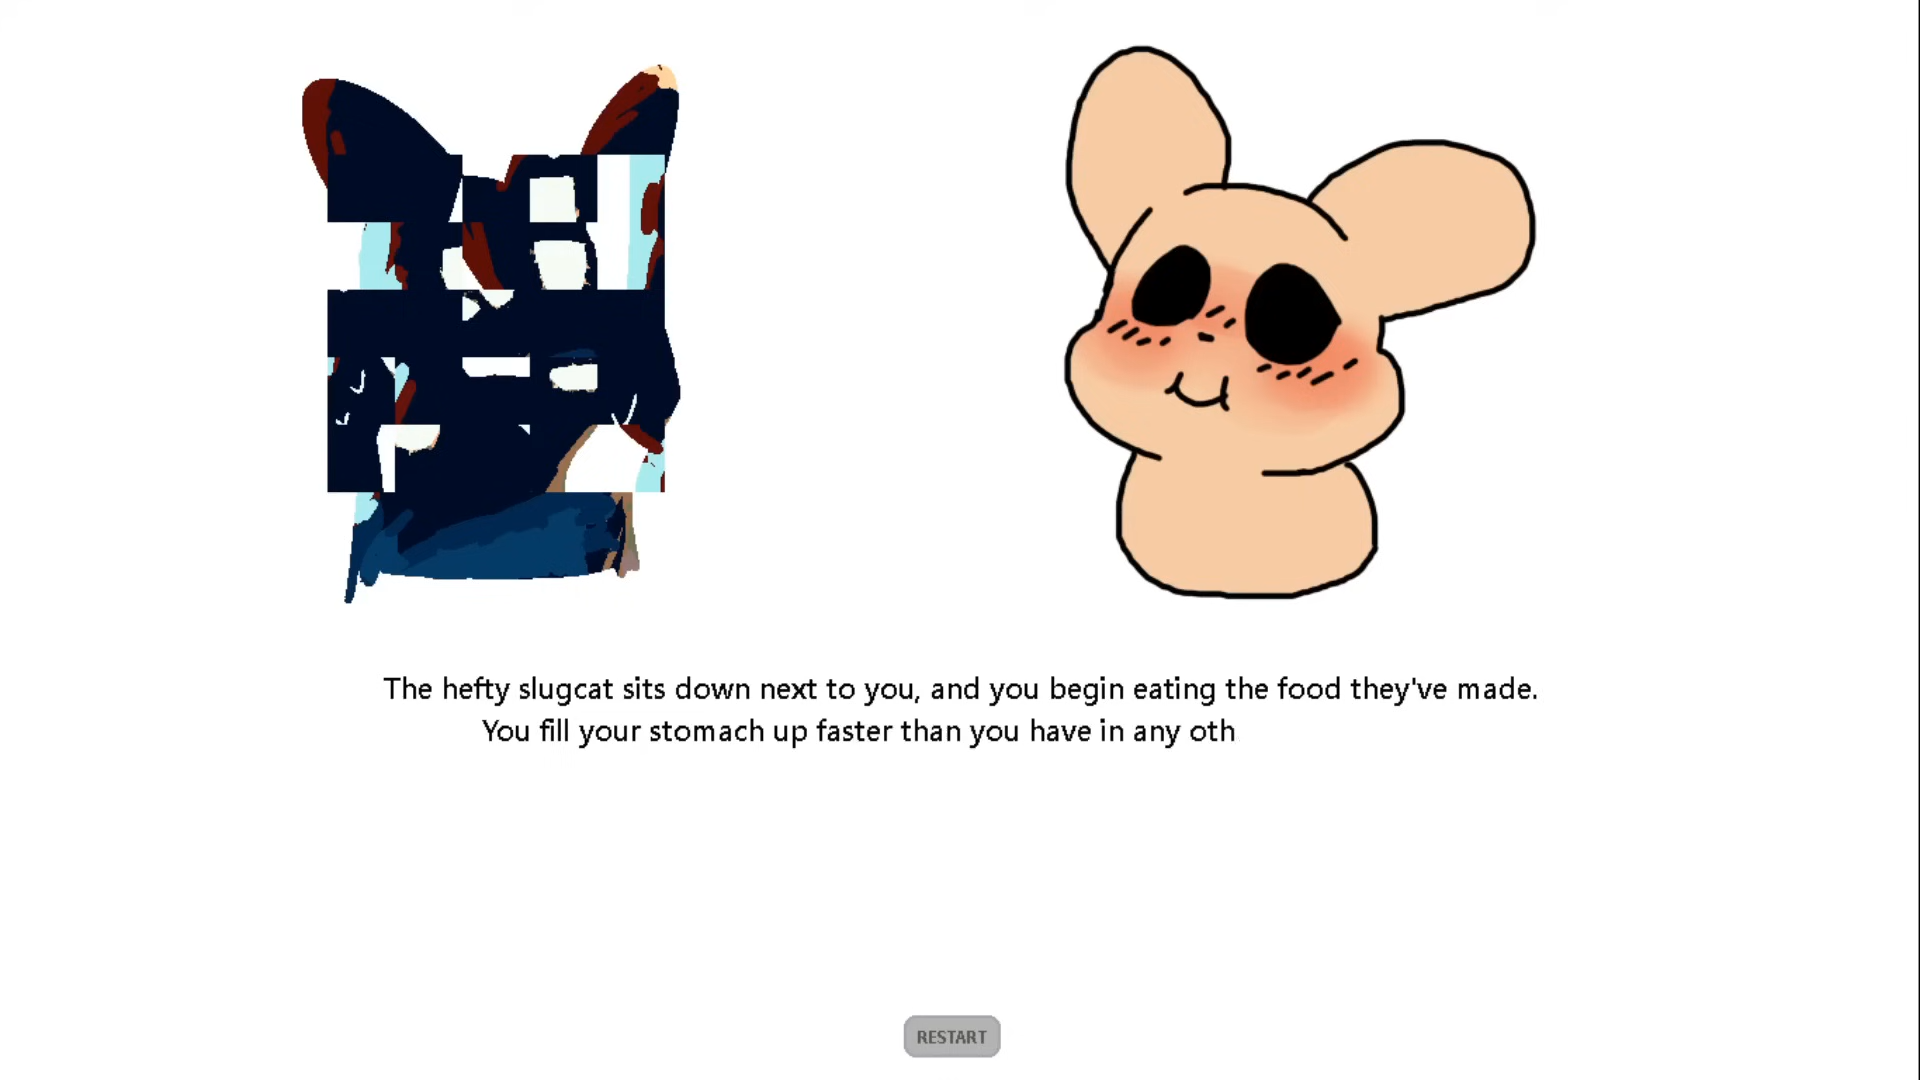 The hefty slugcat sits down next to you, and you begin eating the food they've made.
You fill your stomach up faster than you have in any oth
RESTART